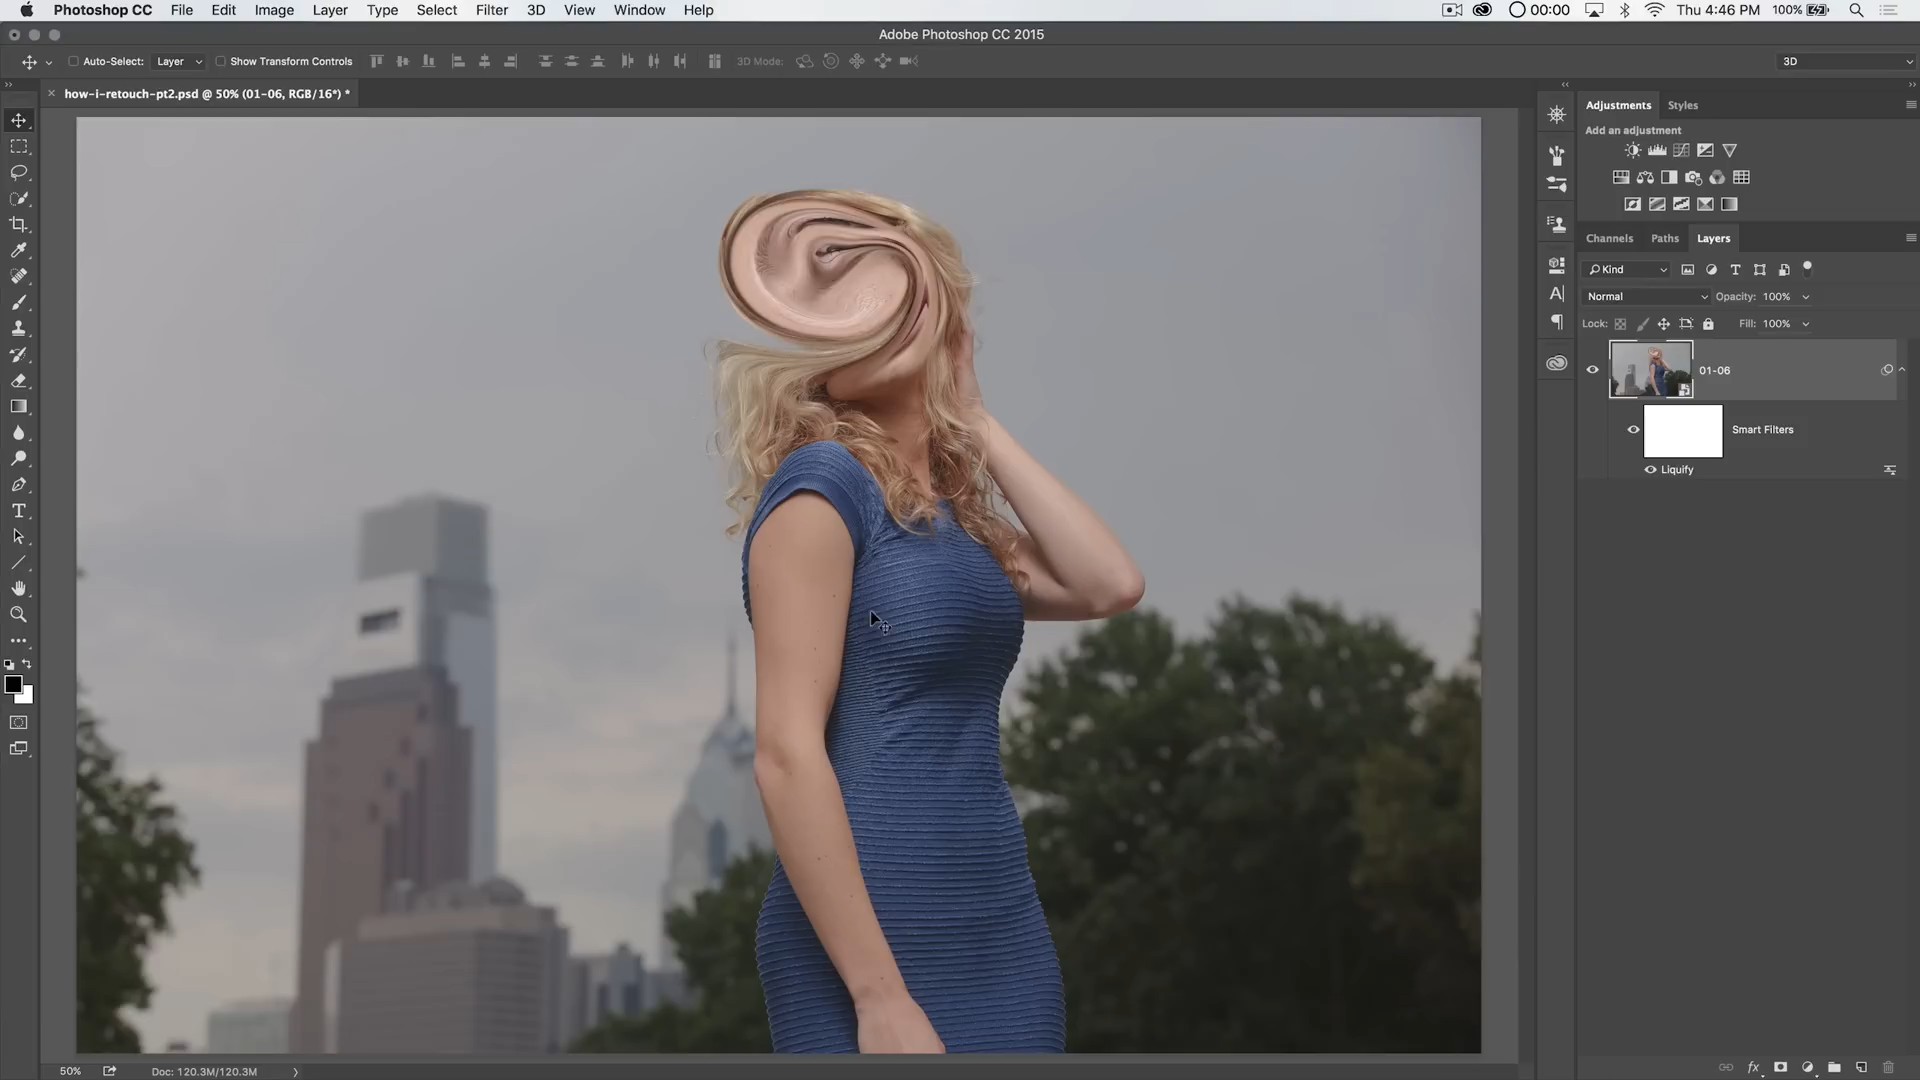 Photoshop CC File Edit Image Layer Type Select Filter 3D View Window Help 00:00 Thu 4:46 PM 100%
Adobe Photoshop CC 2015
Auto-Select: Layer Show Transform Controls 3D Mode: 3D
how-i-retouch-pt2.psd @ 50% (01-06, RGB/16*) *
Adjustments Styles
Add an adjustment
Channels Paths Layers
Kind
Normal Opacity: 100%
Lock: Fill: 100%
01-06
Smart Filters
Liquify
50% Doc: 120.3M/120.3M